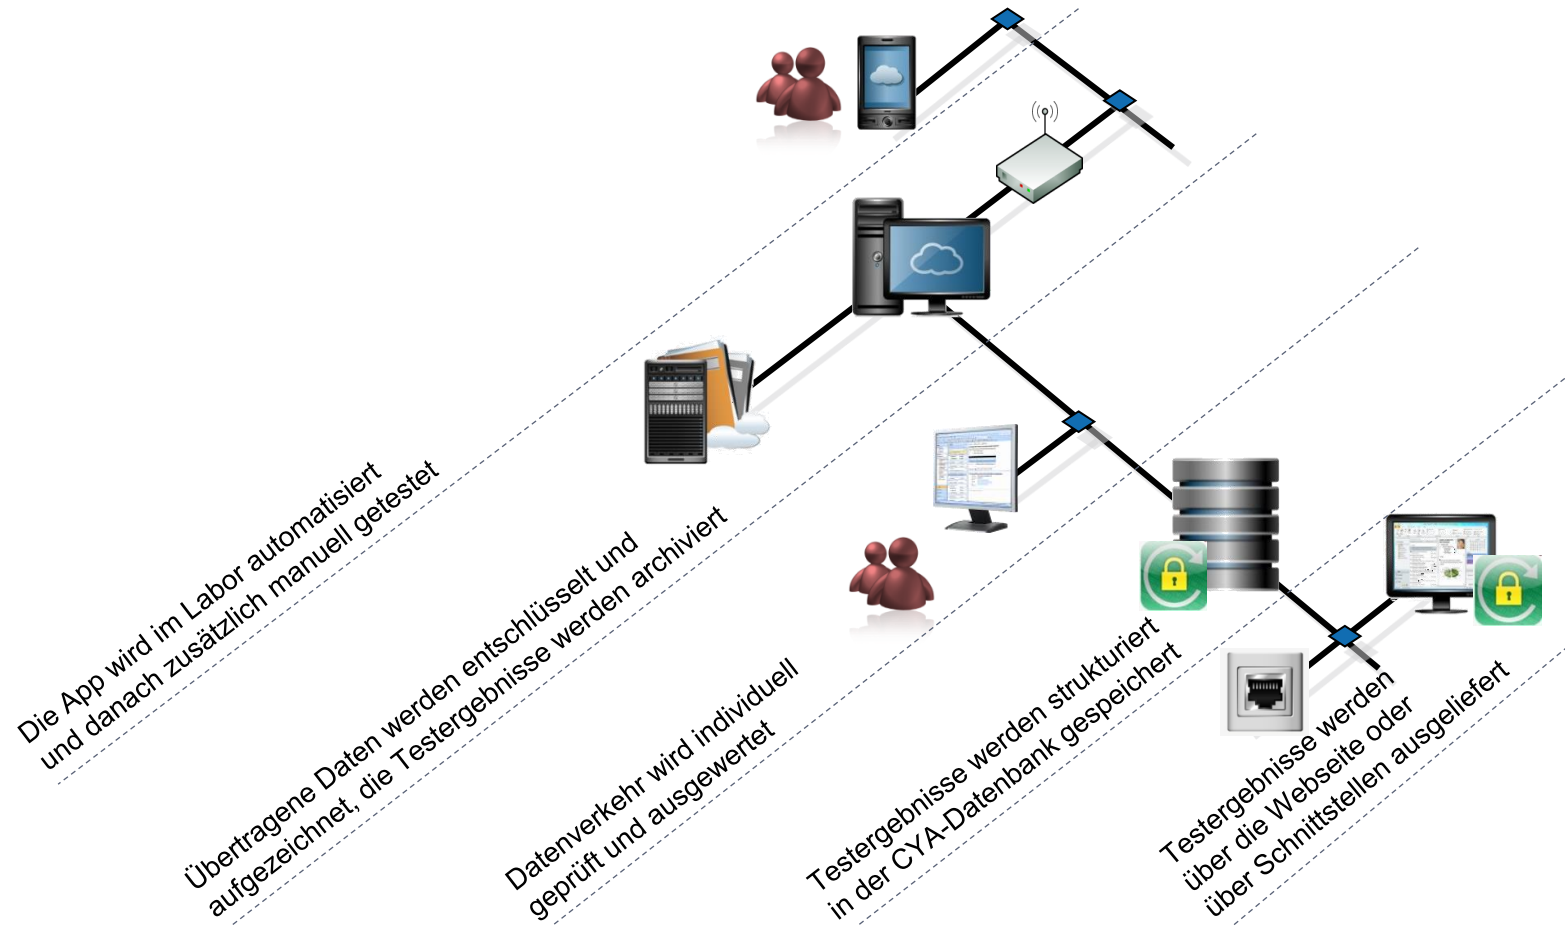 Die App wird im Labor automatisiert
und danach zusätzlich manuell getestet
Übertragene Daten werden entschlüsselt und
aufgezeichnet, die Testergebnisse werden archiviert
Datenverkehr wird individuell
geprüft und ausgewertet
Testergebnisse werden strukturiert
in der CYA-Datenbank gespeichert
Testergebnisse werden
über die Webseite oder
über Schnittstellen ausgeliefert